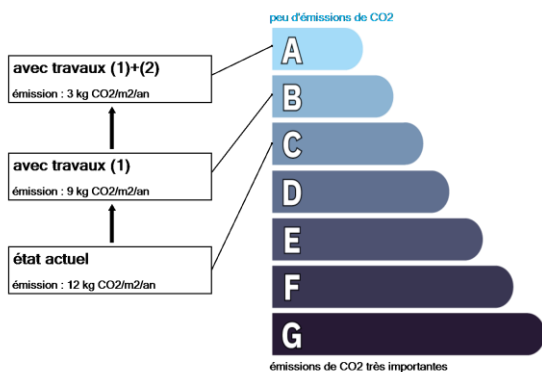 peu d'émissions de CO2
avec travaux (1)+(2)
émission : 3 kg CO2/m2/an
avec travaux (1)
émission : 9 kg CO2/m2/an
état actuel
émission : 12 kg CO2/m2/an
A
B
C
D
E
F
G
émissions de CO2 très importantes